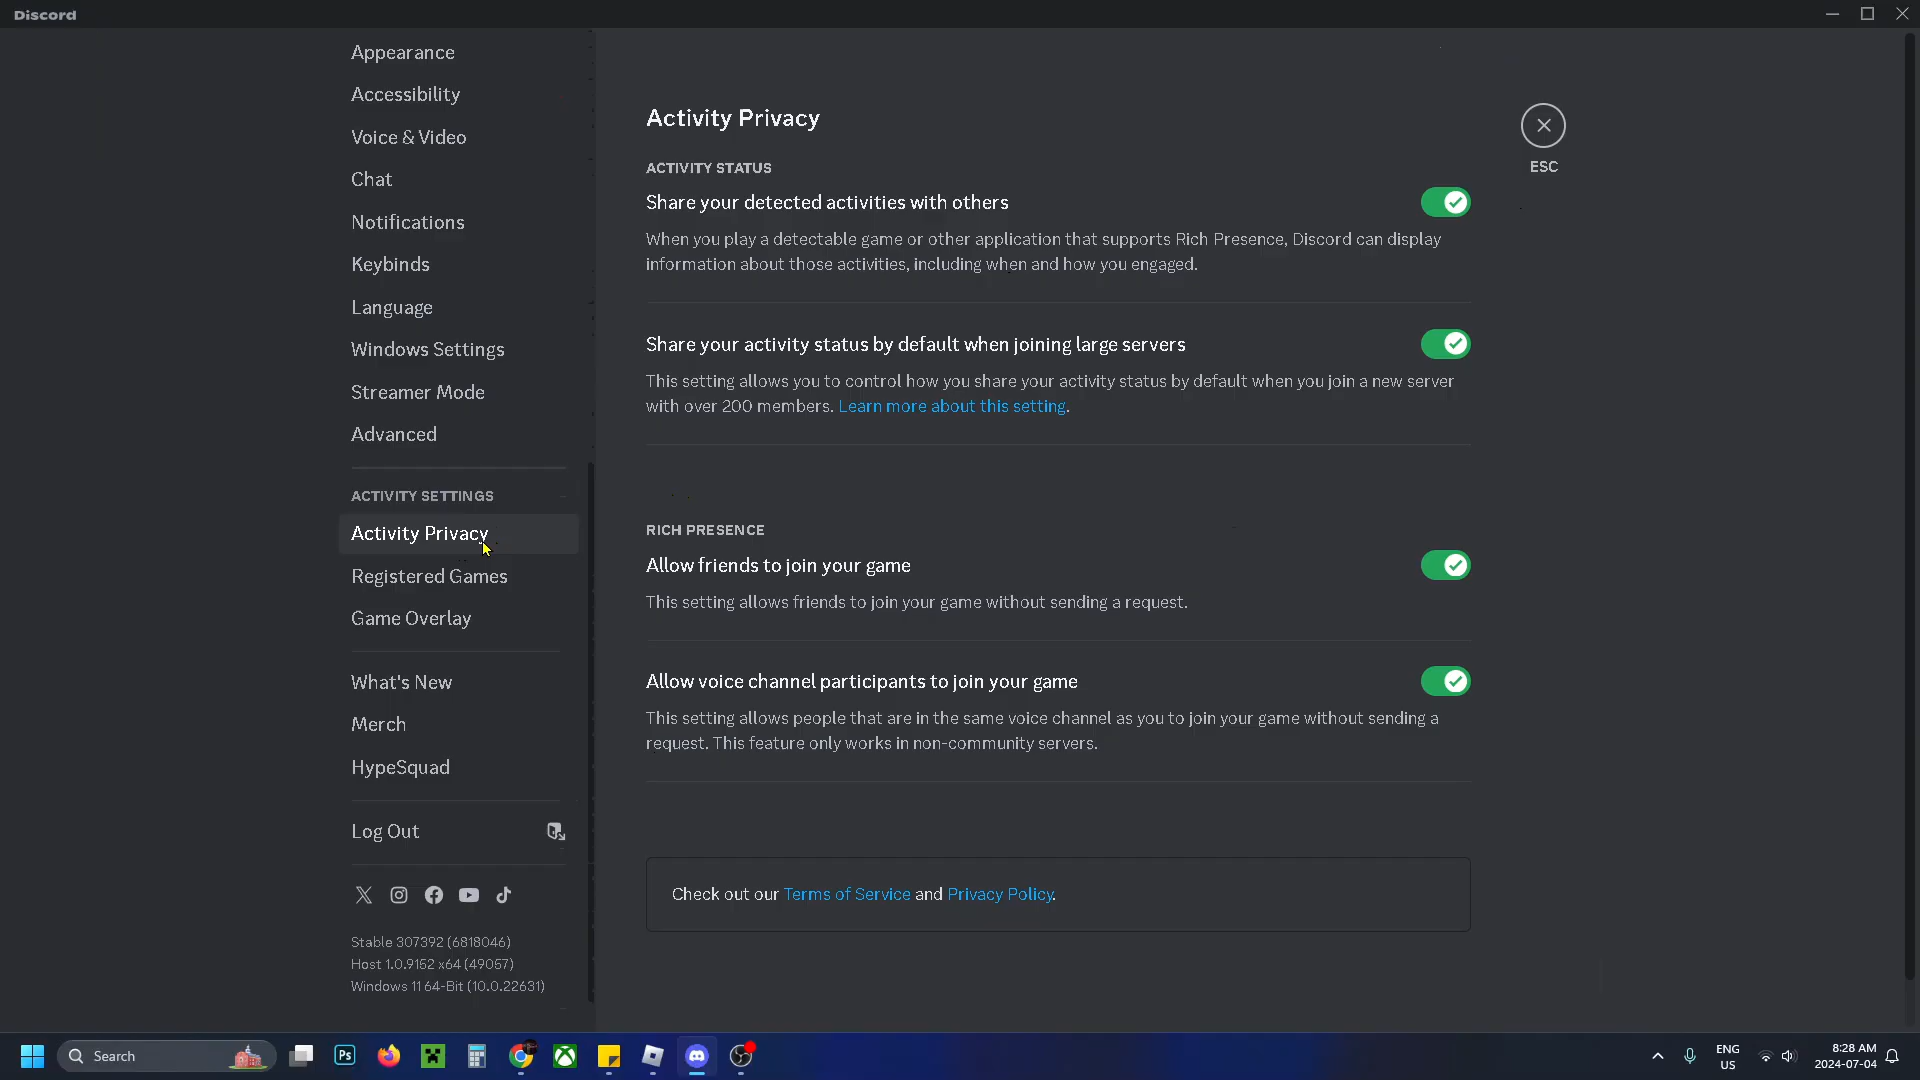 Discord
Appearance
Accessibility
Voice & Video
Chat
Notifications
Keybinds
Language
Windows Settings
Streamer Mode
Advanced
ACTIVITY SETTINGS
Activity Privacy
Registered Games
Game Overlay
What's New
Merch
HypeSquad
Log Out
Stable 307392 (6818046)
Host 1.0.9152 x64 (49057)
Windows 11 64-Bit (10.0.22631)
Activity Privacy
ESC
ACTIVITY STATUS
Share your detected activities with others
When you play a detectable game or other application that supports Rich Presence, Discord can display
information about those activities, including when and how you engaged.
Share your activity status by default when joining large servers
This setting allows you to control how you share your activity status by default when you join a new server
with over 200 members. Learn more about this setting.
RICH PRESENCE
Allow friends to join your game
This setting allows friends to join your game without sending a request.
Allow voice channel participants to join your game
This setting allows people that are in the same voice channel as you to join your game without sending a
request. This feature only works in non-community servers.
Check out our Terms of Service and Privacy Policy.
Search
Ps
ENG
US
8:28 AM
2024-07-04